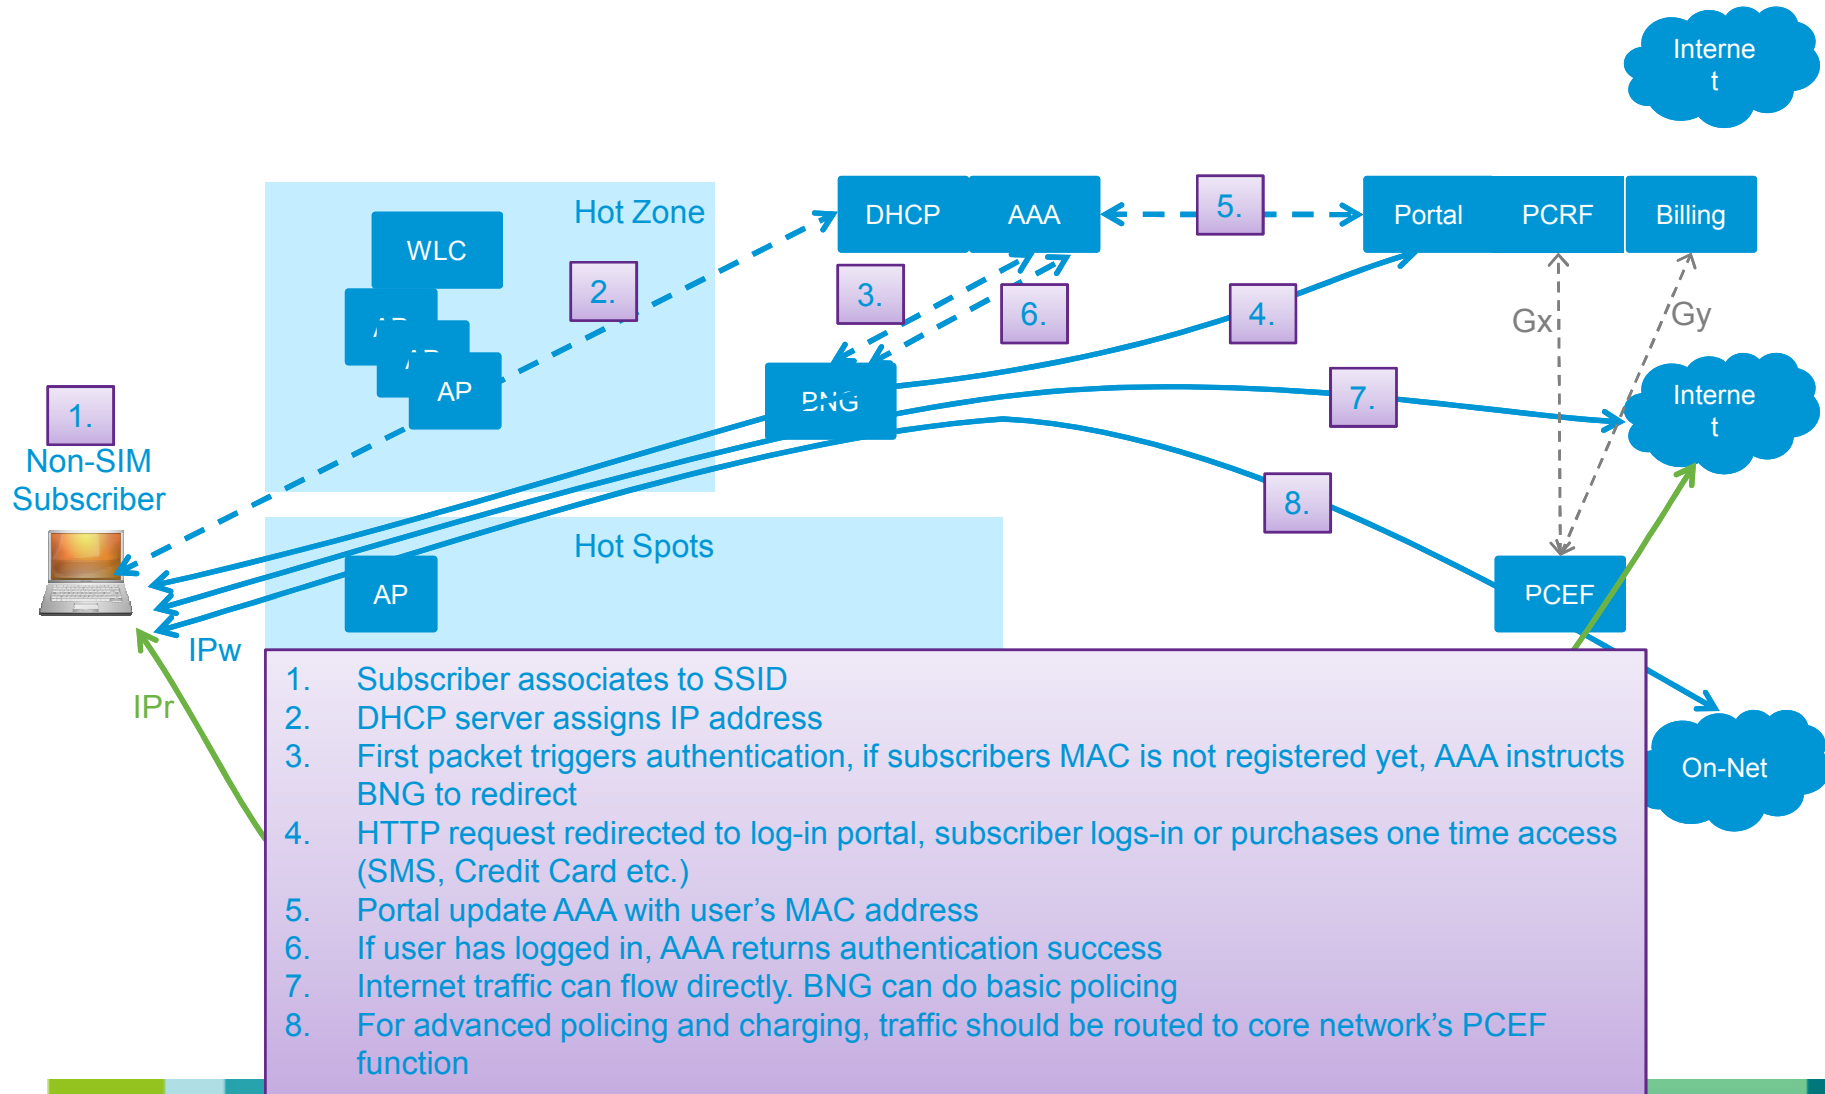 Interne
t
Hot Zone
DHCP
AAA
5.
Portal
PCRF
Billing
WLC
2.
3.
6.
4.
Gx
Gy
AP
AP
AP
BNG
7.
Interne
t
1.
Non-SIM
Subscriber
8.
Hot Spots
AP
PCEF
IPw
IPr
On-Net
1. Subscriber associates to SSID
2. DHCP server assigns IP address
3. First packet triggers authentication, if subscribers MAC is not registered yet, AAA instructs
BNG to redirect
4. HTTP request redirected to log-in portal, subscriber logs-in or purchases one time access
(SMS, Credit Card etc.)
5. Portal update AAA with user’s MAC address
6. If user has logged in, AAA returns authentication success
7. Internet traffic can flow directly. BNG can do basic policing
8. For advanced policing and charging, traffic should be routed to core network’s PCEF
function